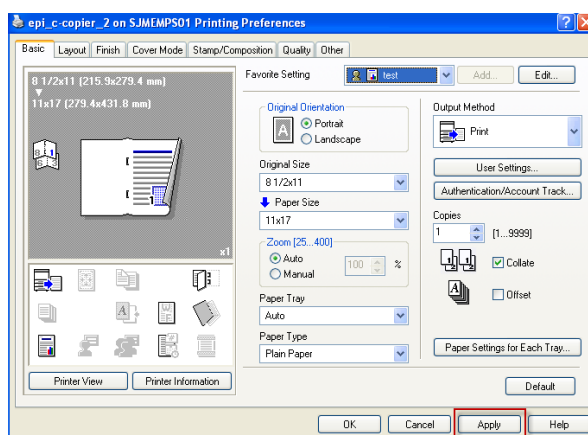 epi_c-copier_2 on SJMEMPS01 Printing Preferences
Basic Layout Finish Cover Mode Stamp/Composition Quality Other
8 1/2x11 (215.9x279.4 mm)
11x17 (279.4x431.8 mm)
x1
Printer View Printer Information
Favorite Setting test Add... Edit...
Original Orientation
Portrait
Landscape
Original Size
8 1/2x11
Paper Size
11x17
Zoom [25...400]
Auto
Manual
100 %
Paper Tray
Auto
Paper Type
Plain Paper
Output Method
Print
User Settings...
Authentication/Account Track...
Copies
1 [1...9999]
Collate
Offset
Paper Settings for Each Tray...
Default
OK Cancel Apply Help